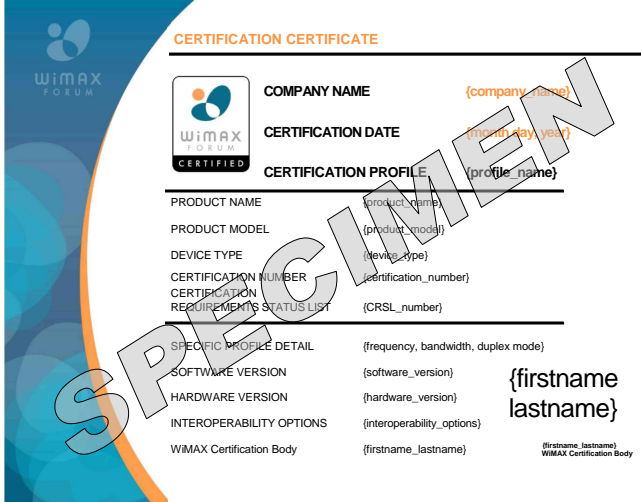 WiMAX
FORUM
CERTIFICATION CERTIFICATE
WiMAX
FORUM
CERTIFIED
COMPANY NAME {company_name}
CERTIFICATION DATE {month day, year}
CERTIFICATION PROFILE {profile_name}
PRODUCT NAME {product_name}
PRODUCT MODEL {product_model}
DEVICE TYPE {device_type}
CERTIFICATION NUMBER {certification_number}
CERTIFICATION
REQUIREMENTS STATUS LIST {CRSL_number}
SPECIFIC PROFILE DETAIL {frequency, bandwidth, duplex mode}
SOFTWARE VERSION {software_version}
HARDWARE VERSION {hardware_version}
INTEROPERABILITY OPTIONS {interoperability_options}
WiMAX Certification Body {firstname_lastname}
{firstname
lastname}
{firstname_lastname}
WiMAX Certification Body
SPECIMEN